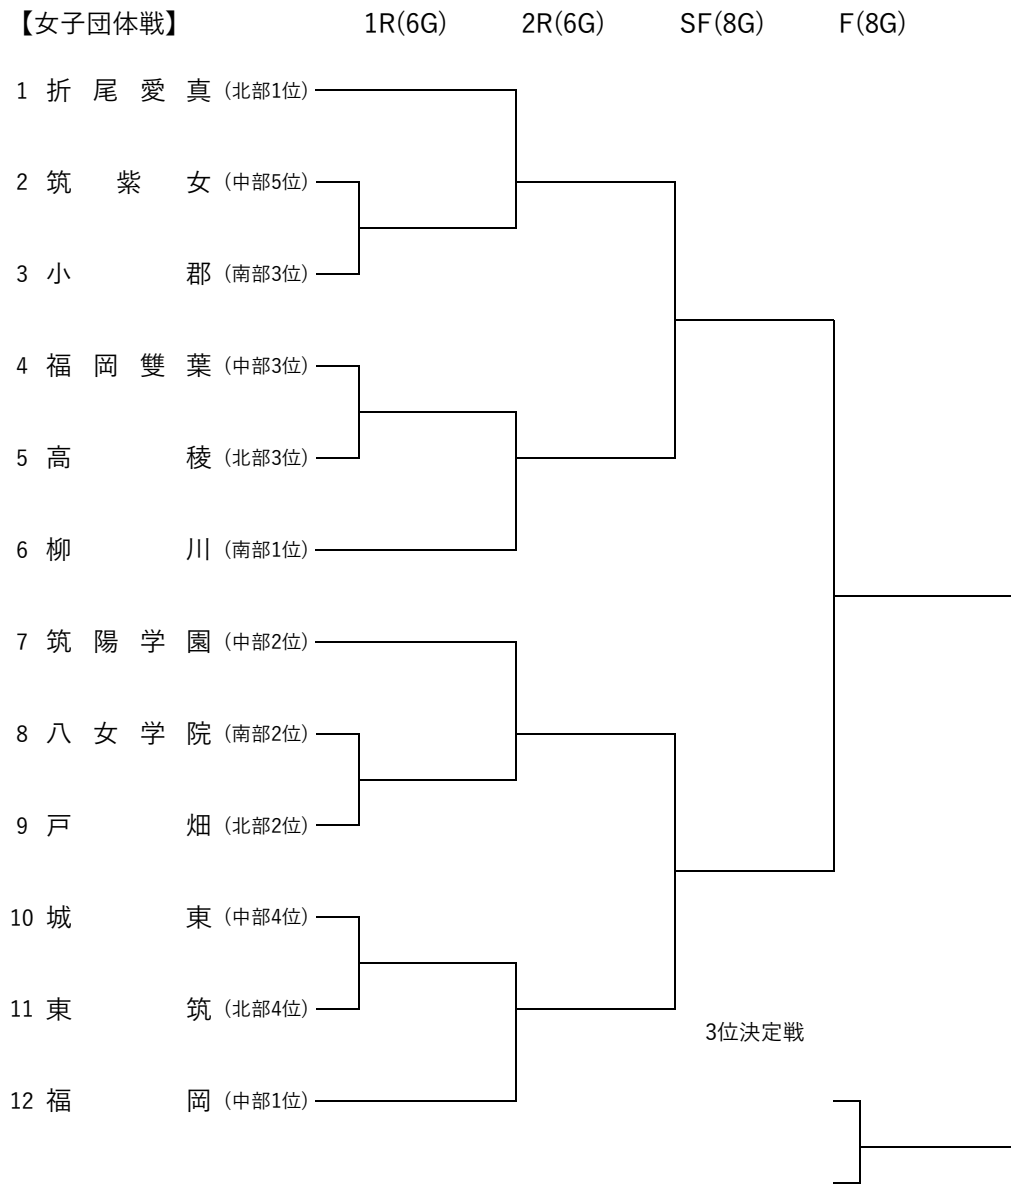 【女子団体戦】 1R(6G) 2R(6G) SF(8G) F(8G)
1 折尾愛真 (北部1位)
2 筑紫女 (中部5位)
3 小郡 (南部3位)
4 福岡雙葉 (中部3位)
5 高稜 (北部3位)
6 柳川 (南部1位)
7 筑陽学園 (中部2位)
8 八女学院 (南部2位)
9 戸畑 (北部2位)
10 城東 (中部4位)
11 東筑 (北部4位)
3位決定戦
12 福岡 (中部1位)